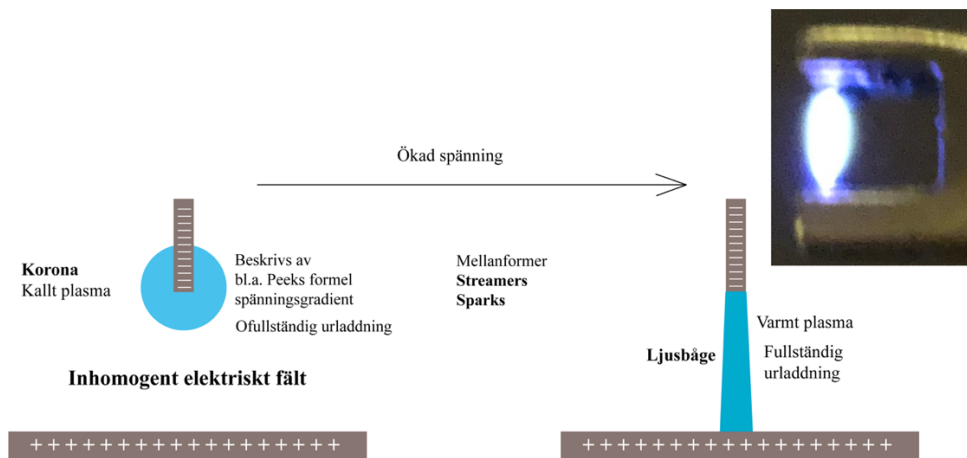 Ökad spänning
Korona
Kallt plasma
Beskrivs av
bl.a. Peeks formel
spänningsgradient
Ofullständig urladdning
Inhomogent elektriskt fält
Mellanformer
Streamers
Sparks
Ljusbåge
Varmt plasma
Fullständig
urladdning
+ + + + + + + + + + + + + + + + +
+ + + + + + + + + + + + + + + + +